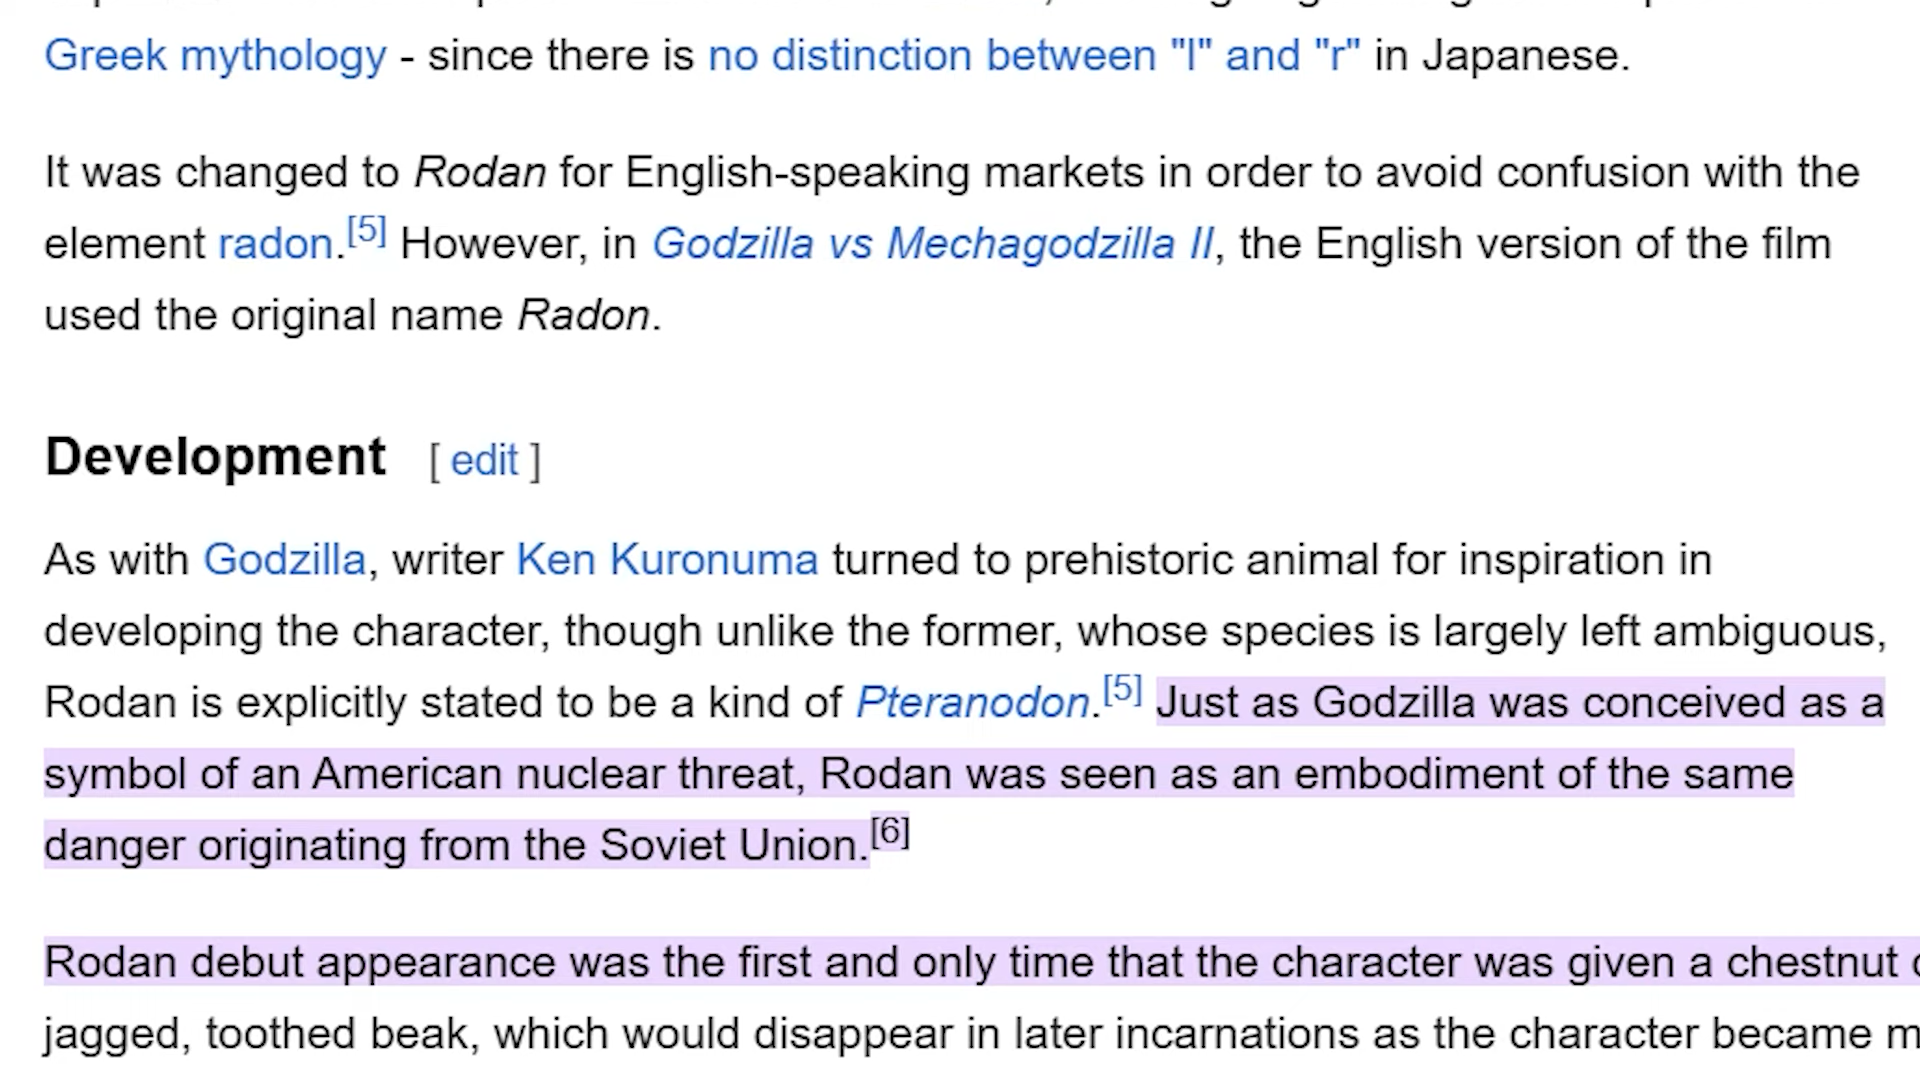 Greek mythology - since there is no distinction between "l" and "r" in Japanese.
It was changed to Rodan for English-speaking markets in order to avoid confusion with the
element radon.[5] However, in Godzilla vs Mechagodzilla II, the English version of the film
used the original name Radon.
Development [ edit ]
As with Godzilla, writer Ken Kuronuma turned to prehistoric animal for inspiration in
developing the character, though unlike the former, whose species is largely left ambiguous,
Rodan is explicitly stated to be a kind of Pteranodon.[5] Just as Godzilla was conceived as a
symbol of an American nuclear threat, Rodan was seen as an embodiment of the same
danger originating from the Soviet Union.[6]
Rodan debut appearance was the first and only time that the character was given a chestnut
jagged, toothed beak, which would disappear in later incarnations as the character became